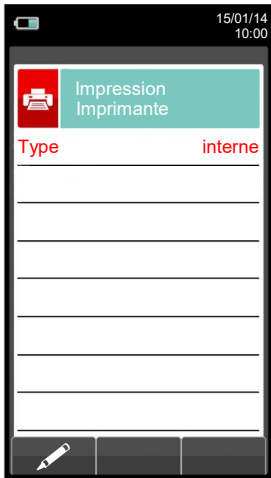 15/01/14
10:00
Impression
Imprimante
Type interne